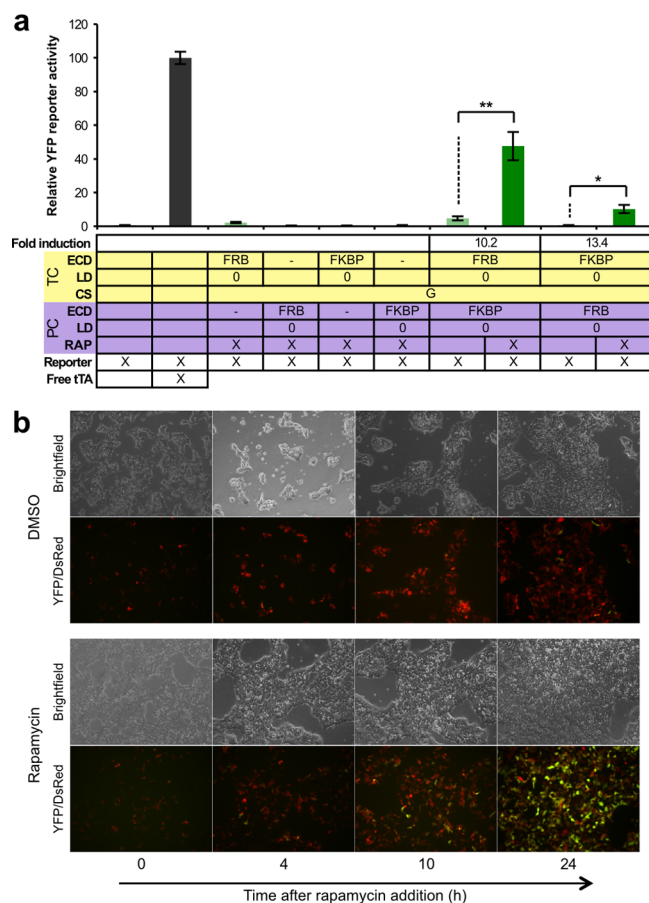 a
Relative YFP reporter activity
120
100
80
60
40
20
0
**
*
Fold induction 10.2 13.4
TC
ECD FRB - FKBP - FRB FKBP
LD 0 0 0 0
CS G
PC
ECD - FRB - FKBP FKBP FRB
LD 0 0 0 0
RAP X X X X X X
Reporter X X X X X X X X X X
Free tTA X
b
DMSO
Brightfield
YFP/DsRed
Rapamycin
Brightfield
YFP/DsRed
0 4 10 24
Time after rapamycin addition (h)